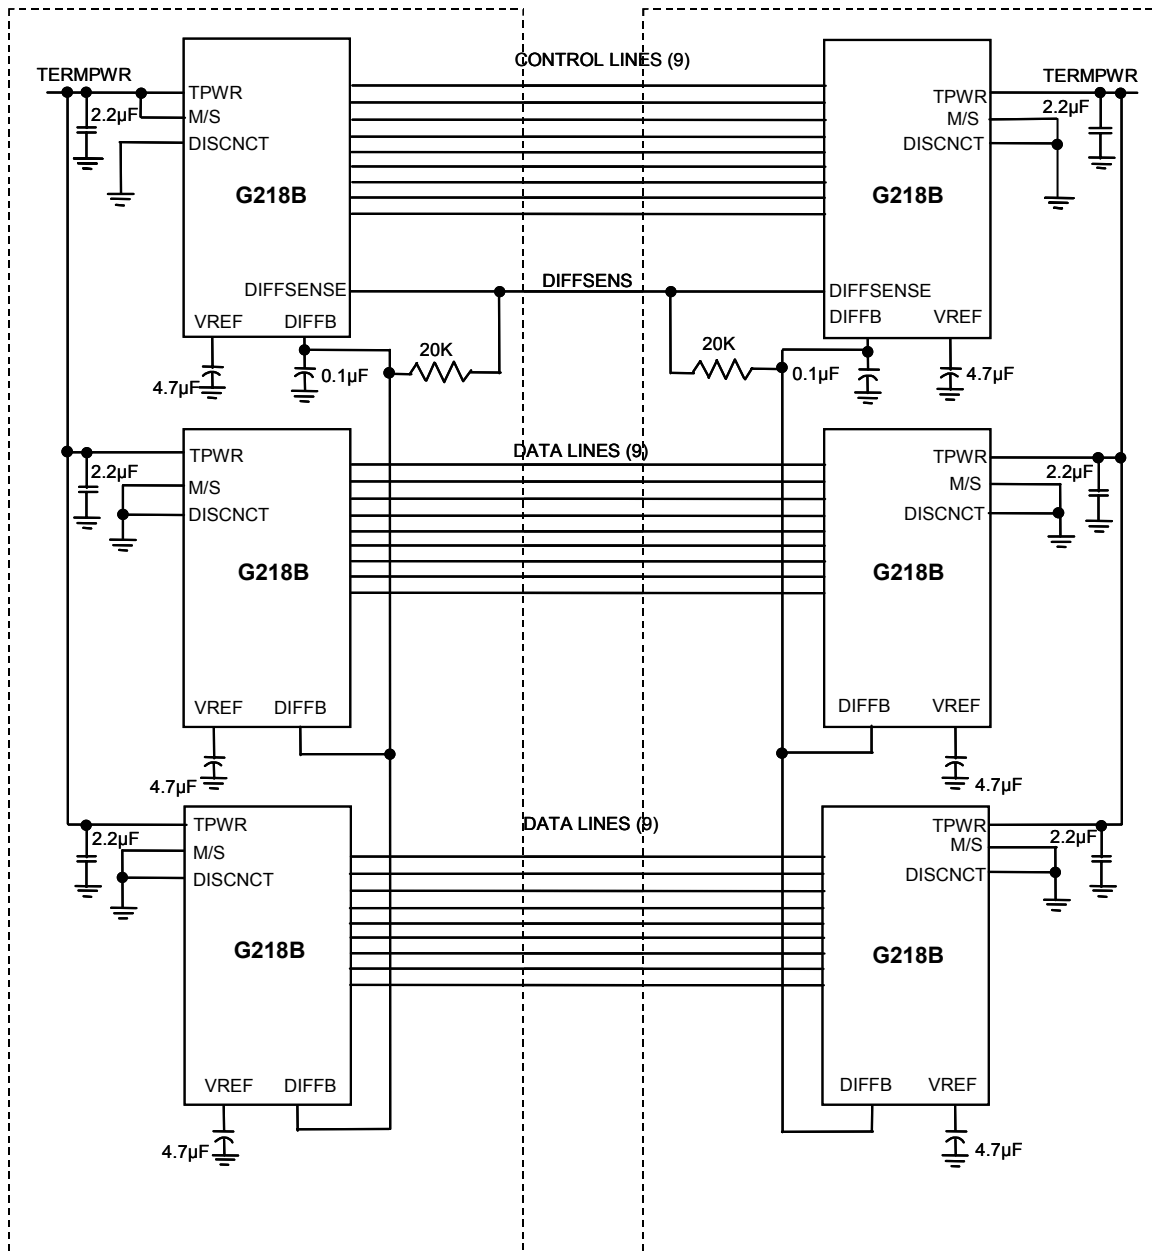 CONTROL LINES (9)
TERMPWR
TPWR
2.2µF
M/S
DISCNCT
G218B
DIFFSENSE
VREF
DIFFB
4.7µF
0.1µF
20K
DIFFSENS
TERMPWR
TPWR
2.2µF
M/S
DISCNCT
G218B
DIFFSENSE
DIFFB
VREF
20K
0.1µF
4.7µF
DATA LINES (9)
TPWR
2.2µF
M/S
DISCNCT
G218B
VREF
DIFFB
4.7µF
TPWR
2.2µF
M/S
DISCNCT
G218B
DIFFB
VREF
4.7µF
DATA LINES (9)
TPWR
2.2µF
M/S
DISCNCT
G218B
VREF
DIFFB
4.7µF
TPWR
2.2µF
M/S
DISCNCT
G218B
DIFFB
VREF
4.7µF